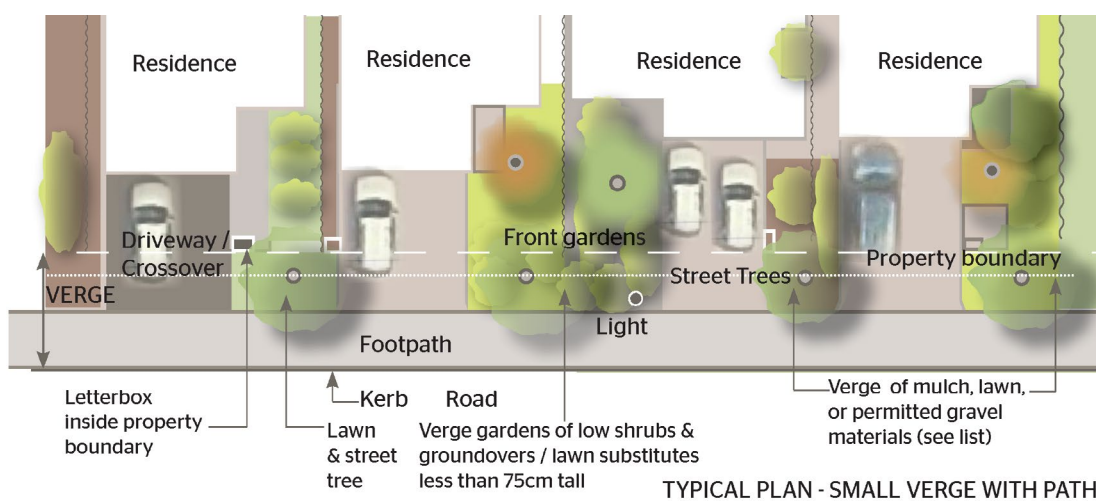 Residence
Residence
Residence
Residence
Driveway /
Crossover
Front gardens
Street Trees
Property boundary
VERGE
Light
Footpath
Letterbox
inside property
boundary
Kerb
Road
Lawn
& street
tree
Verge gardens of low shrubs &
groundovers / lawn substitutes
less than 75cm tall
Verge of mulch, lawn,
or permitted gravel
materials (see list)
TYPICAL PLAN - SMALL VERGE WITH PATH